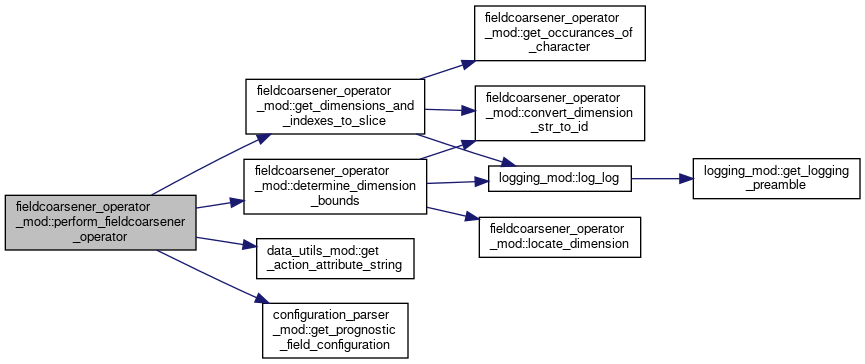 fieldcoarsener_operator
_mod::perform_fieldcoarsener
_operator
fieldcoarsener_operator
_mod::get_dimensions_and
_indexes_to_slice
fieldcoarsener_operator
_mod::determine_dimension
_bounds
data_utils_mod::get
_action_attribute_string
configuration_parser
_mod::get_prognostic
_field_configuration
fieldcoarsener_operator
_mod::get_occurances_of
_character
fieldcoarsener_operator
_mod::convert_dimension
_str_to_id
logging_mod::log_log
fieldcoarsener_operator
_mod::locate_dimension
logging_mod::get_logging
_preamble